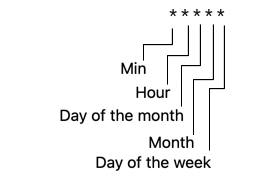 * * * * *
Min
Hour
Day of the month
Month
Day of the week